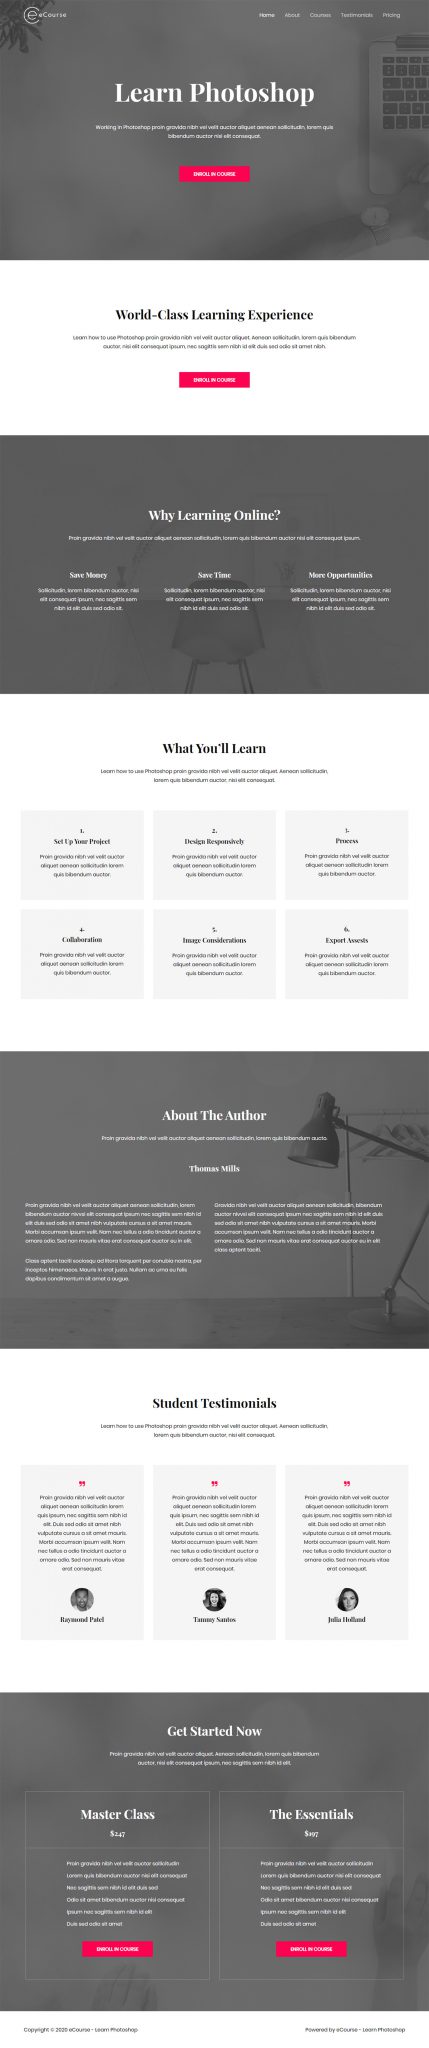 eCourse
Home About Courses Testimonials Pricing
Learn Photoshop
Working in Photoshop proin gravida nibh vel velit auctor aliquet aenean sollicitudin, lorem quis
bibendum auctor nisi elit consequat.
ENROLL IN COURSE
World-Class Learning Experience
Learn how to use Photoshop proin gravida nibh vel velit auctor aliquet. Aenean sollicitudin, lorem quis bibendum
auctor, nisi elit consequat ipsum, nec sagittis sem nibh id elit duis sed odio sit amet nibh.
ENROLL IN COURSE
Why Learning Online?
Proin gravida nibh vel velit auctor aliquet aenean sollicitudin, lorem quis bibendum auctor nisi elit consequat ipsum.
Save Money
Sollicitudin, lorem bibendum auctor, nisi
elit consequat ipsum, nec sagittis sem
nibh id elit duis sed odio sit.
Save Time
Sollicitudin, lorem bibendum auctor, nisi
elit consequat ipsum, nec sagittis sem
nibh id elit duis sed odio sit.
More Opportunities
Sollicitudin, lorem bibendum auctor, nisi
elit consequat ipsum, nec sagittis sem
nibh id elit duis sed odio sit.
What You'll Learn
Learn how to use Photoshop proin gravida nibh vel velit auctor aliquet. Aenean sollicitudin,
lorem quis bibendum auctor, nisi elit consequat.
1.
Set Up Your Project
Proin gravida nibh vel velit auctor
aliquet aenean sollicitudin lorem
quis bibendum auctor.
2.
Design Responsively
Proin gravida nibh vel velit auctor
aliquet aenean sollicitudin lorem
quis bibendum auctor.
3.
Process
Proin gravida nibh vel velit auctor
aliquet aenean sollicitudin lorem
quis bibendum auctor.
4.
Collaboration
Proin gravida nibh vel velit auctor
aliquet aenean sollicitudin lorem
quis bibendum auctor.
5.
Image Considerations
Proin gravida nibh vel velit auctor
aliquet aenean sollicitudin lorem
quis bibendum auctor.
6.
Export Assests
Proin gravida nibh vel velit auctor
aliquet aenean sollicitudin lorem
quis bibendum auctor.
About The Author
Proin gravida nibh vel velit auctor aliquet aenean sollicitudin, lorem quis bibendum aucto.
Thomas Mills
Proin gravida nibh vel velit auctor aliquet aenean sollicitudin, lorem
bibendum auctor nivvei elit consequat ipsum nec sagittis sem nibh id
elit duis sed odio sit amet nibh vulputate cursus a sit amet mauris.
Morbi accumsan ipsum velit. Nam nec tellus a odio tincidunt auctor a
ornare odio. Sed non mauris vitae erat consequat auctor eu in elit.
Class aptent taciti sociosqu ad litora torquent per conubia nostra, per
inceptos himenaeos. Mauris in erat justo. Nullam ac urna eu felis
dapibus condimentum sit amet a augue.
Gravida nibh vel velit auctor aliquet aenean sollicitudin, lorem bibendum
auctor nivvei elit consequat ipsum nec sagittis sem nibh id elit duis
sed odio sit amet nibh vulputate cursus a sit amet mauris. Morbi
accumsan ipsum velit. Nam nec tellus a odio tincidunt auctor a
ornare odio. Sed non mauris vitae erat consequat auctor eu in elit
class aptent taciti.
Student Testimonials
Learn how to use Photoshop proin gravida nibh vel velit auctor aliquet. Aenean sollicitudin,
lorem quis bibendum auctor, nisi elit consequat.
Proin gravida nibh vel velit auctor
aliquet aenean sollicitudin lorem
quis ipsum, nec sagittis sem nibh id
elit. Duis sed odio sit amet nibh
vulputate cursus a sit amet mauris.
Morbi accumsan ipsum velit. Nam
nec tellus a odio tincidunt auctor a
ornare odio. Sed non mauris vitae
erat consequat.
Raymond Patel
Proin gravida nibh vel velit auctor
aliquet aenean sollicitudin lorem
quis ipsum, nec sagittis sem nibh id
elit. Duis sed odio sit amet nibh
vulputate cursus a sit amet mauris.
Morbi accumsan ipsum velit. Nam
nec tellus a odio tincidunt auctor a
ornare odio. Sed non mauris vitae
erat consequat.
Tammy Santos
Proin gravida nibh vel velit auctor
aliquet aenean sollicitudin lorem
quis ipsum, nec sagittis sem nibh id
elit. Duis sed odio sit amet nibh
vulputate cursus a sit amet mauris.
Morbi accumsan ipsum velit. Nam
nec tellus a odio tincidunt auctor a
ornare odio. Sed non mauris vitae
erat consequat.
Julia Holland
Get Started Now
Proin gravida nibh vel velit auctor aliquet. Aenean sollicitudin, lorem quis bibendum
auctor, nisi elit consequat ipsum, nec sagittis sem nibh id elit.
Master Class
$247
Proin gravida nibh vel velit auctor sollicitudin
Lorem quis bibendum auctor nisi elit consequat
Nec sagittis sem nibh id elit duis sed
Odio sit amet bibendum auctor nisi consequat
Ipsum nec sagittis sem nibh id elit
Duis sed odio sit amet
ENROLL IN COURSE
The Essentials
$197
Proin gravida nibh vel velit auctor sollicitudin
Lorem quis bibendum auctor nisi elit consequat
Nec sagittis sem nibh id elit duis sed
Odio sit amet bibendum auctor nisi consequat
Ipsum nec sagittis sem nibh id elit
Duis sed odio sit amet
ENROLL IN COURSE
Copyright © 2020 eCourse - Learn Photoshop
Powered by eCourse - Learn Photoshop